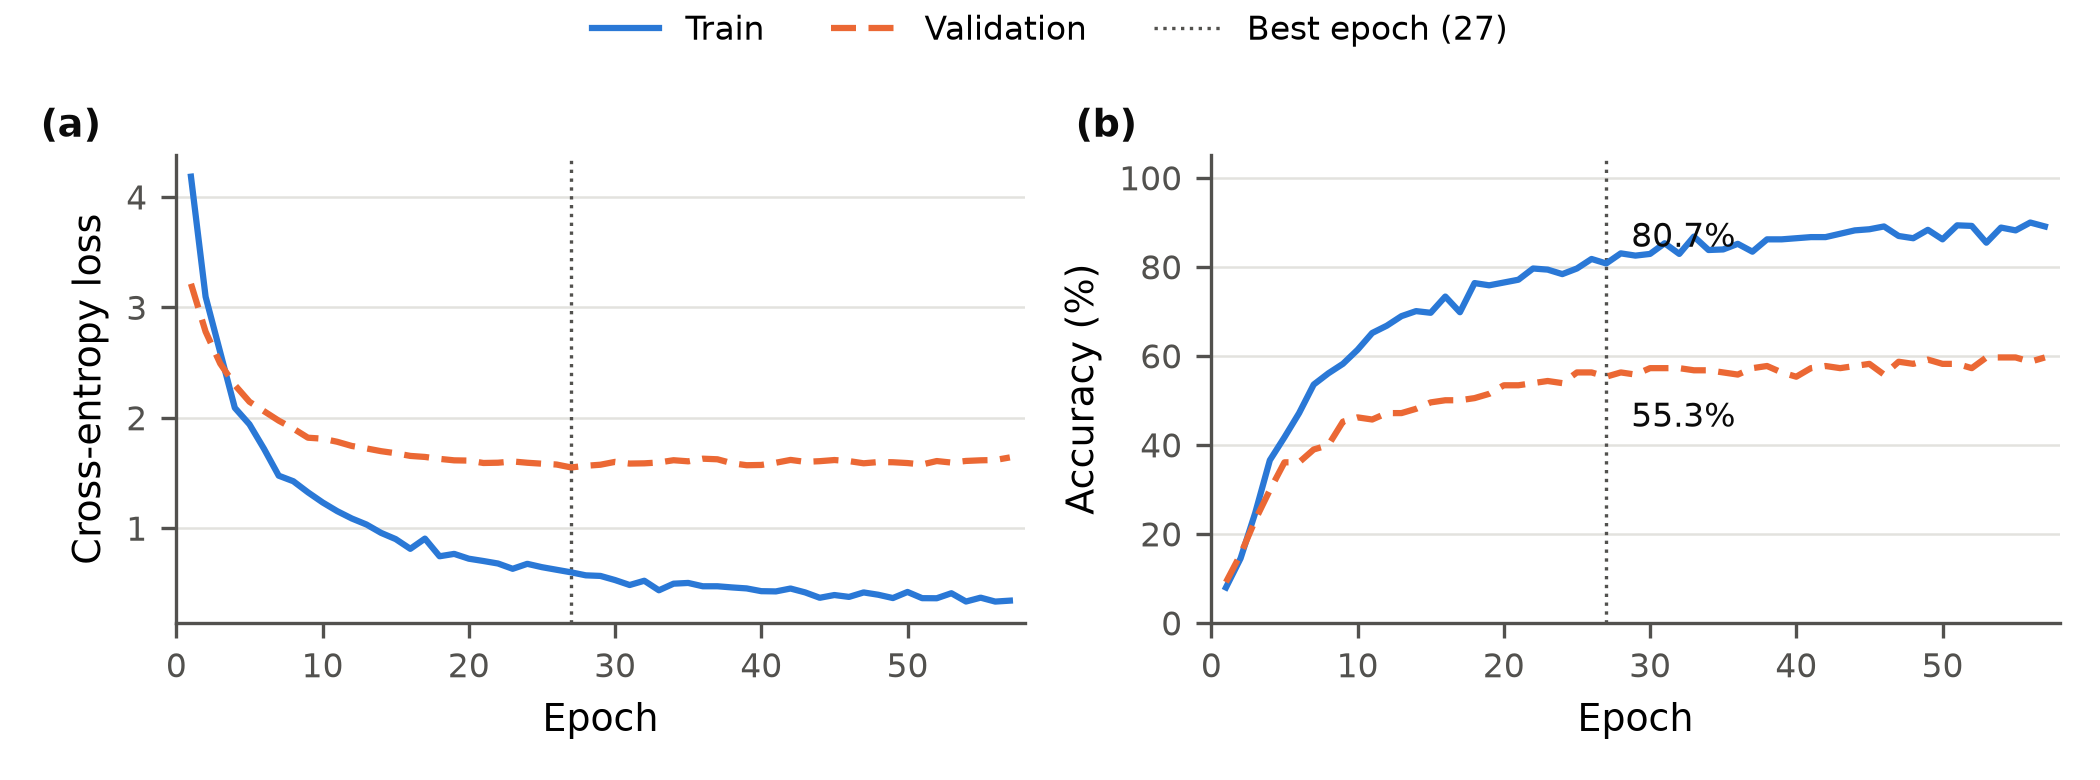 Train Validation Best epoch (27)
(a)
Cross-entropy loss
4
3
2
1
0 10 20 30 40 50
Epoch
(b)
Accuracy (%)
100
80
60
40
20
0
80.7%
55.3%
0 10 20 30 40 50
Epoch